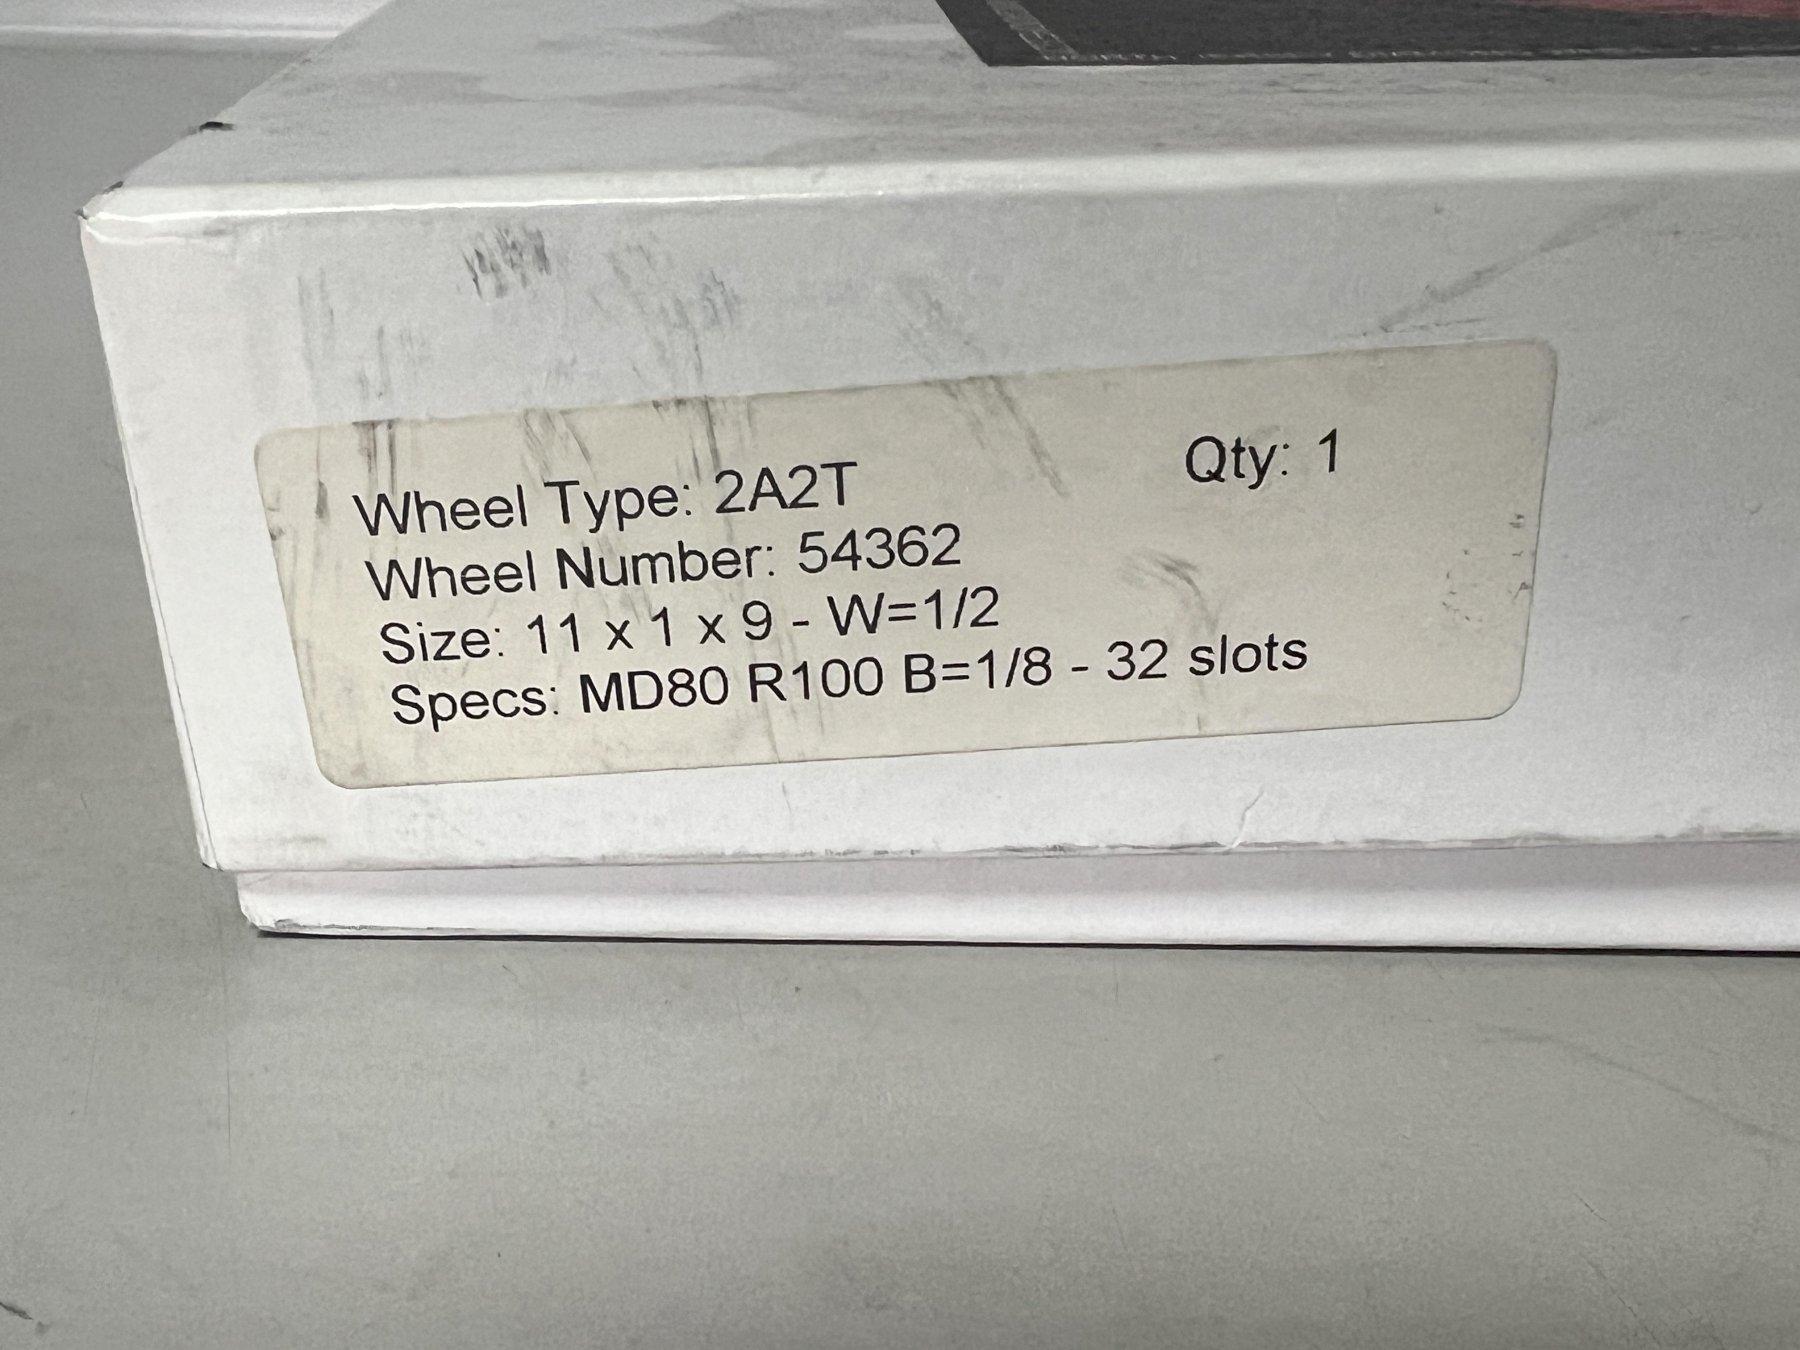 Wheel Type: 2A2T Qty: 1
Wheel Number: 54362
Size: 11 x 1 x 9 - W=1/2
Specs: MD80 R100 B=1/8 - 32 slots